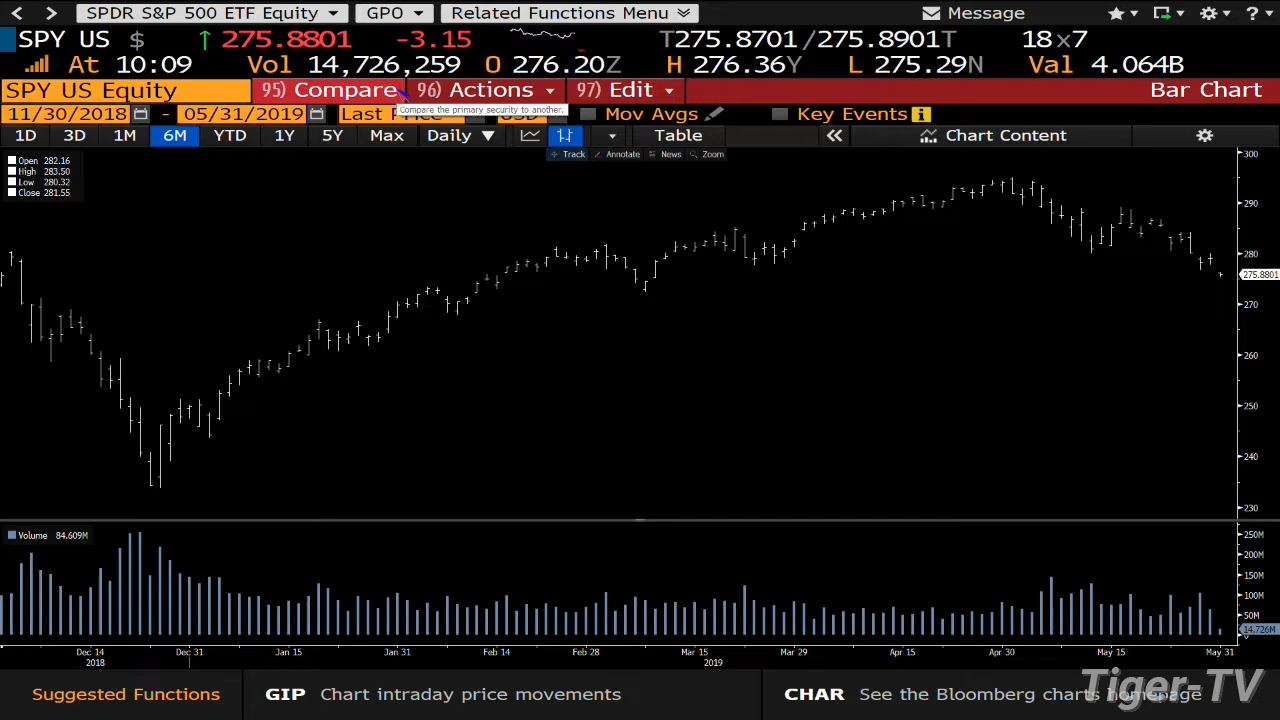 SPDR S&P 500 ETF Equity GPO Related Functions Menu Message ?
SPY US $ ↑ 275.8801 -3.15 T275.8701/275.8901T 18x7
At 10:09 Vol 14,726,259 O 276.20Z H 276.36Y L 275.29N Val 4.064B
SPY US Equity 95) Compare 96) Actions 97) Edit Bar Chart
11/30/2018 - 05/31/2019 Last Price USD Mov Avgs Key Events i
Compare the primary security to another.
1D 3D 1M 6M YTD 1Y 5Y Max Daily ▼ Table « Chart Content
Track Annotate News Zoom
Open 282.16
High 283.50
Low 280.32
Close 281.55
300
290
280
275.8801
270
260
250
240
230
Volume 84.609M
250M
200M
150M
100M
50M
14.726M
0
Dec 14 Dec 31 Jan 15 Jan 31 Feb 14 Feb 28 Mar 15 Mar 29 Apr 15 Apr 30 May 15 May 31
2018 2019
Suggested Functions GIP Chart intraday price movements CHAR See the Bloomberg charts homepage
Tiger-TV